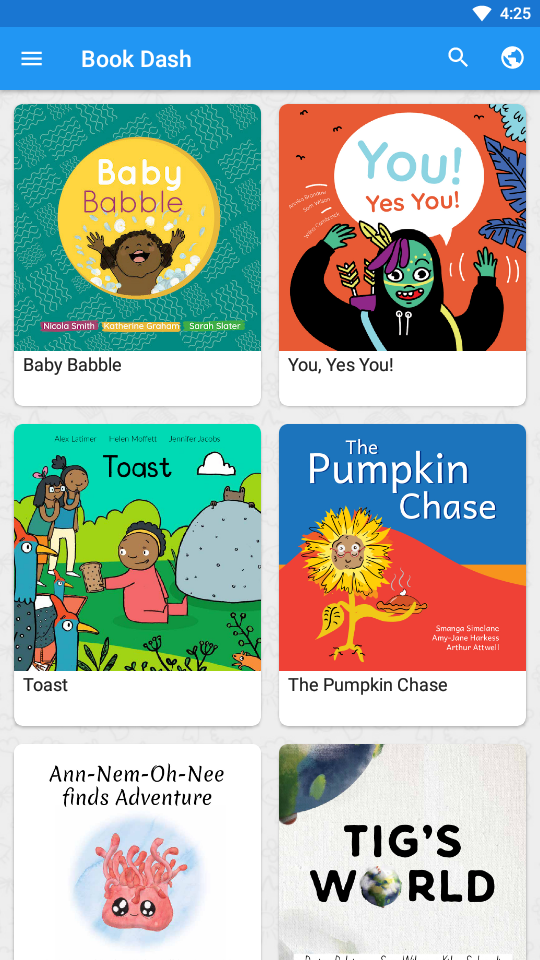 4:25
Book Dash
Baby
Babble
Nicola Smith Katherine Graham Sarah Slater
Baby Babble
You!
Yes You!
You, Yes You!
Alex Latimer Helen Moffett Jennifer Jacobs
Toast
Toast
The
Pumpkin
Chase
Smanga Simelane
Amy-Jane Harkess
Arthur Attwell
The Pumpkin Chase
Ann-Nem-Oh-Nee
finds Adventure
TIG'S
WORLD